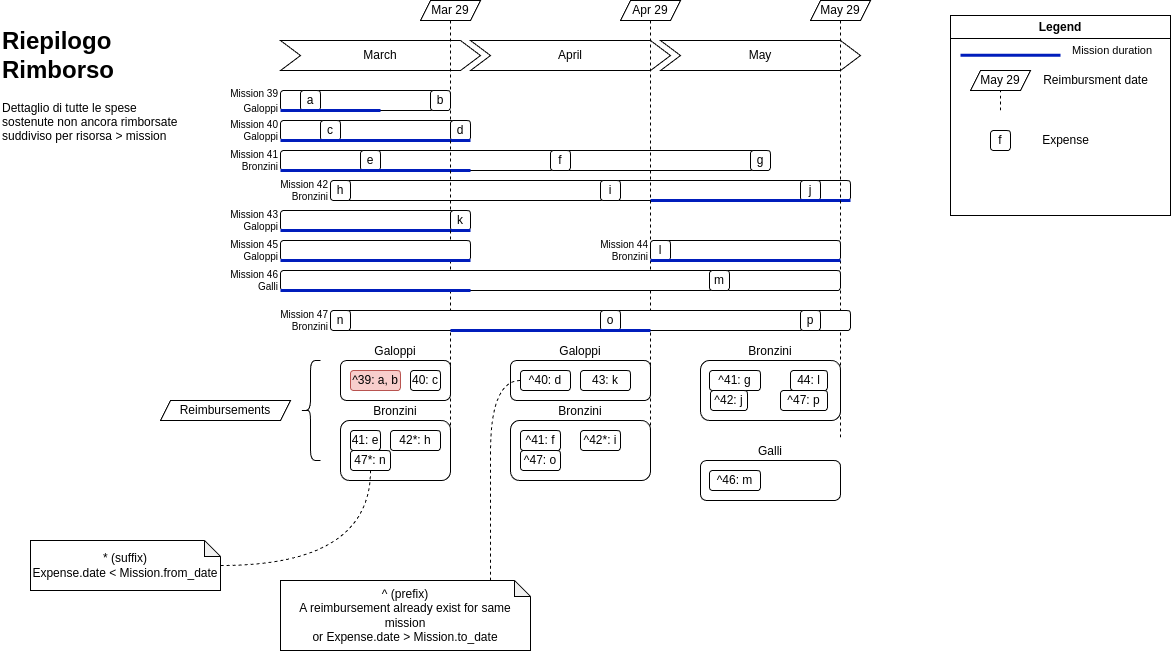 Riepilogo
Rimborso
Dettaglio di tutte le spese
sostenute non ancora rimborsate
suddiviso per risorsa > mission
Mar 29
Apr 29
May 29
March
April
May
Legend
Mission duration
May 29
Reimbursment date
f
Expense
Mission 39
Galoppi
a
b
Mission 40
Galoppi
c
d
Mission 41
Bronzini
e
f
g
Mission 42
Bronzini
h
i
j
Mission 43
Galoppi
k
Mission 45
Galoppi
Mission 44
Bronzini
l
Mission 46
Galli
m
Mission 47
Bronzini
n
o
p
Reimbursements
Galoppi
^39: a, b
40: c
Bronzini
41: e
42*: h
47*: n
Galoppi
^40: d
43: k
Bronzini
^41: f
^42*: i
^47: o
Bronzini
^41: g
44: l
^42: j
^47: p
Galli
^46: m
* (suffix)
Expense.date < Mission.from_date
^ (prefix)
A reimbursement already exist for same
mission
or Expense.date > Mission.to_date